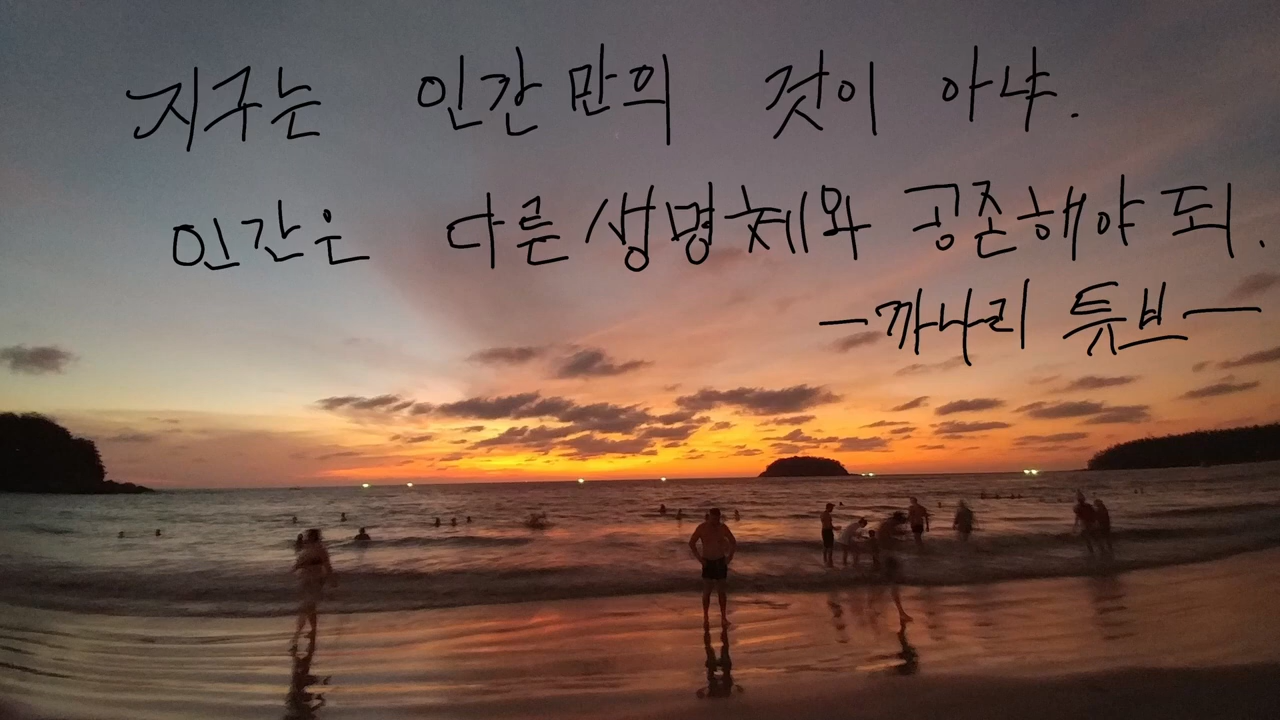 지구는 인간만의 것이 아냐.
인간은 다른 생명체와 공존해야 되.
-까나리 튜브-